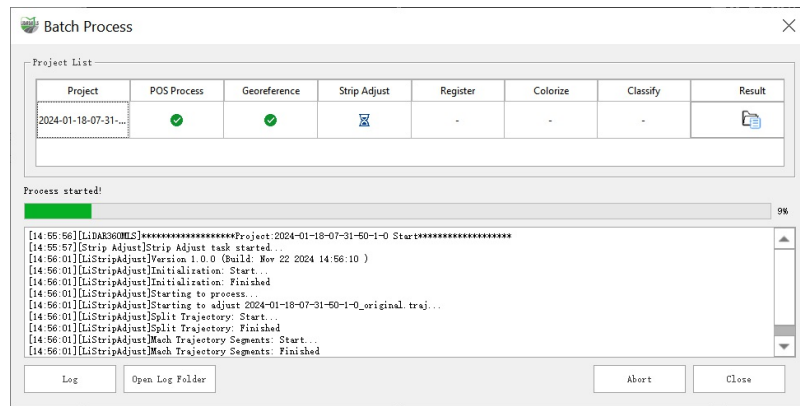 Batch Process
Project List
Project POS Process Georeference Strip Adjust Register Colorize Classify Result
2024-01-18-07-31-... - - -
Process started!
9%
[14:55:56][LiDAR360MLS]*******************Project:2024-01-18-07-31-50-1-0 Start*******************
[14:55:57][Strip Adjust]Strip Adjust task started...
[14:56:01][LiStripAdjust]Version 1.0.0 (Build: Nov 22 2024 14:56:10 )
[14:56:01][LiStripAdjust]Initialization: Start...
[14:56:01][LiStripAdjust]Initialization: Finished
[14:56:01][LiStripAdjust]Starting to process...
[14:56:01][LiStripAdjust]Starting to adjust 2024-01-18-07-31-50-1-0_original.traj...
[14:56:01][LiStripAdjust]Split Trajectory: Start...
[14:56:01][LiStripAdjust]Split Trajectory: Finished
[14:56:01][LiStripAdjust]Mach Trajectory Segments: Start...
[14:56:01][LiStripAdjust]Mach Trajectory Segments: Finished
Log Open Log Folder Abort Close